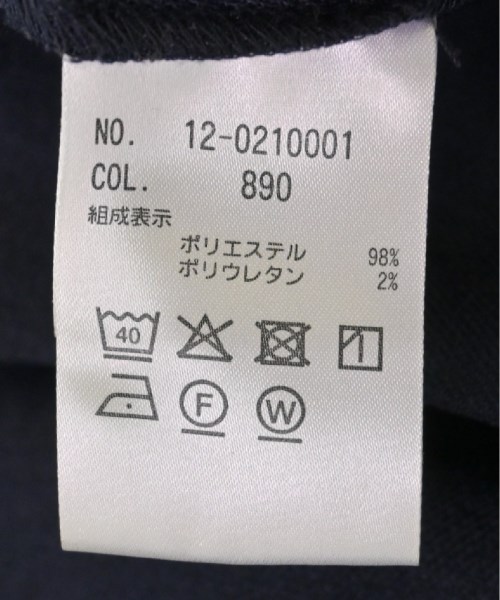 NO. 12-0210001
COL. 890
組成表示
ポリエステル 98%
ポリウレタン 2%
40
F W